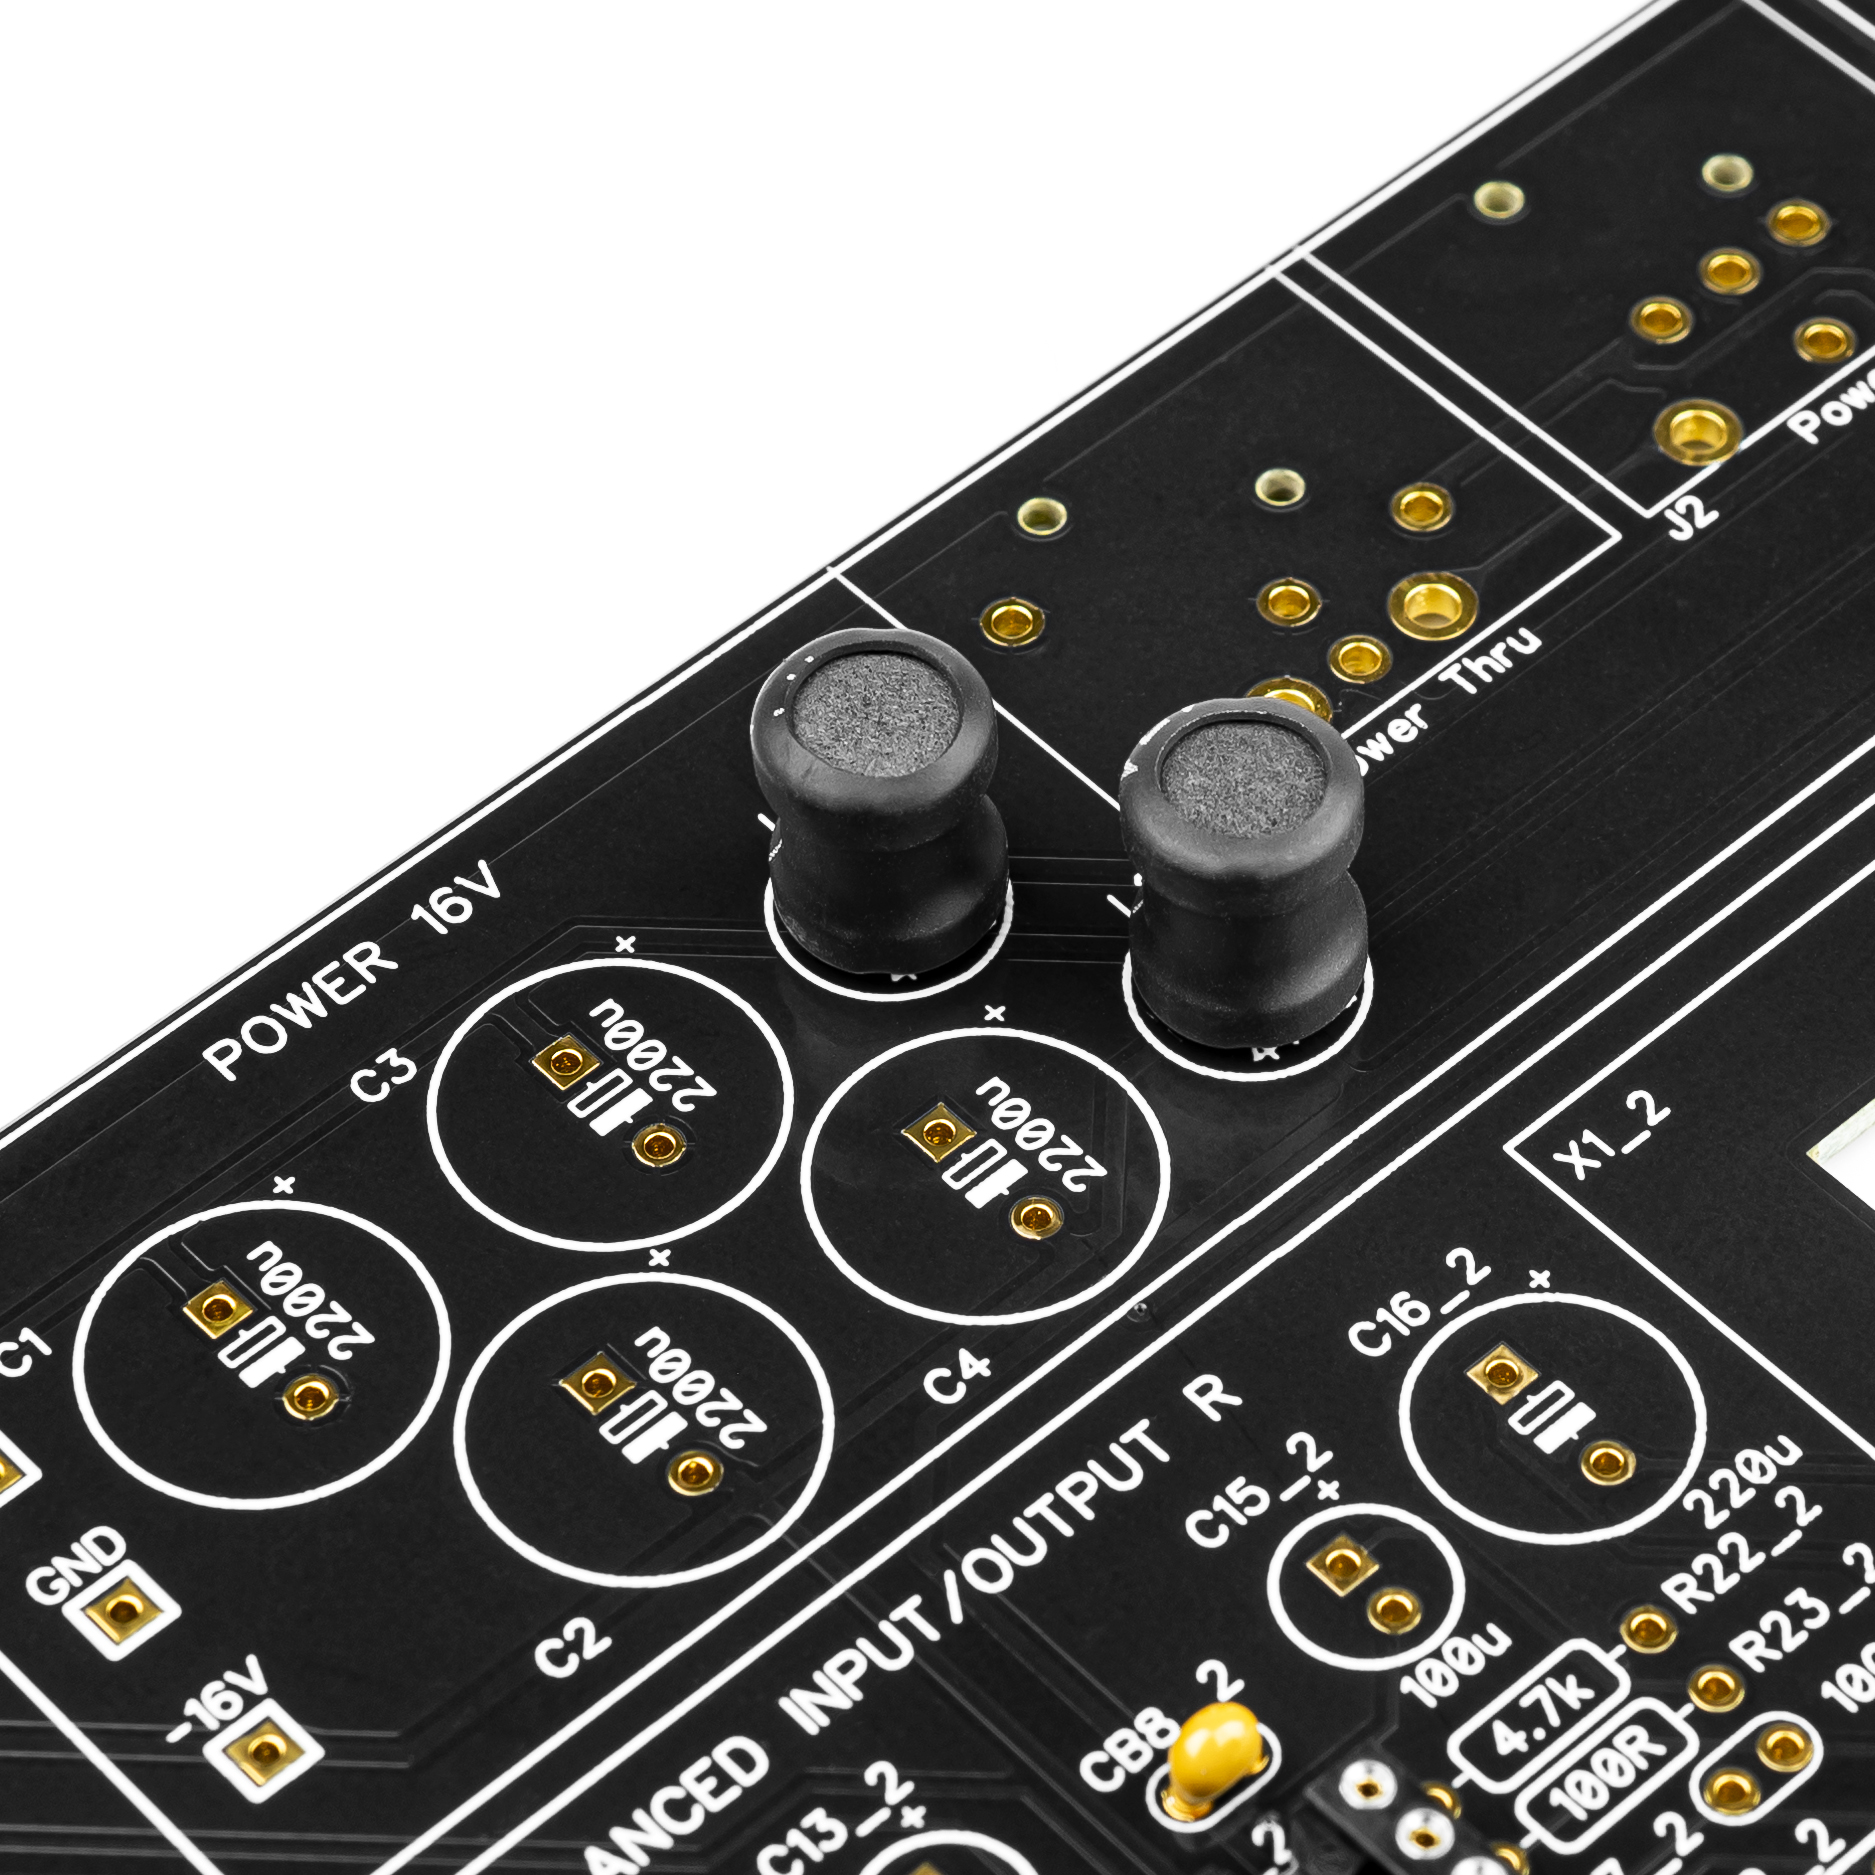 Power
J2
Power Thru
POWER 16V
C3
2200u
2200u
X1_2
C1
2200u
2200u
C4
C16_2
220u
C2
C15_2
100u
R22_2
R23_2
GND
-16V
ANCED INPUT/OUTPUT R
CB8_2
4.7k
100R
C13_2